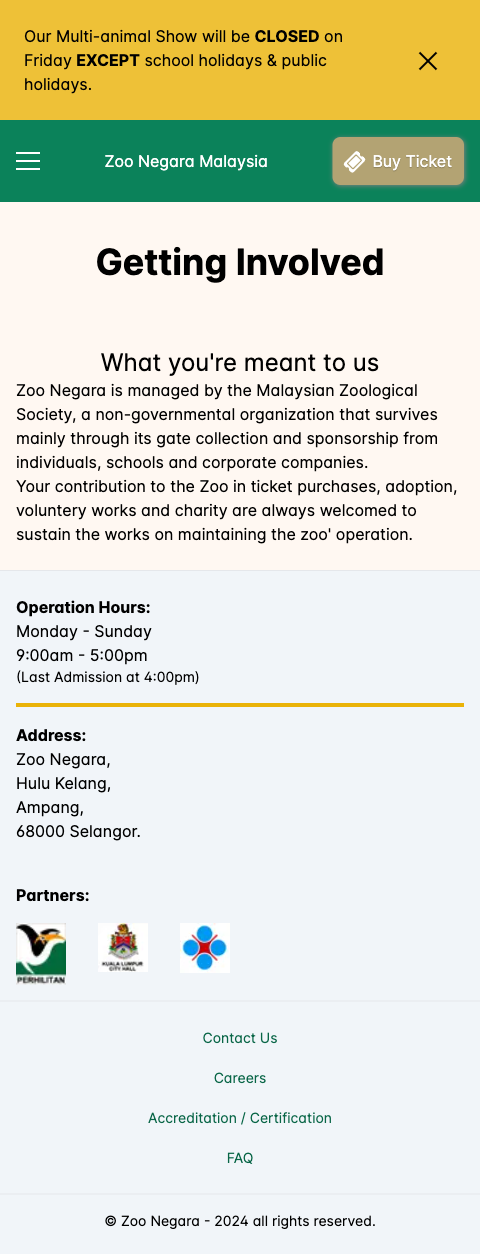 Our Multi-animal Show will be CLOSED on
Friday EXCEPT school holidays & public
holidays.
Zoo Negara Malaysia
Buy Ticket
Getting Involved
What you're meant to us
Zoo Negara is managed by the Malaysian Zoological
Society, a non-governmental organization that survives
mainly through its gate collection and sponsorship from
individuals, schools and corporate companies.
Your contribution to the Zoo in ticket purchases, adoption,
voluntery works and charity are always welcomed to
sustain the works on maintaining the zoo' operation.
Operation Hours:
Monday - Sunday
9:00am - 5:00pm
(Last Admission at 4:00pm)
Address:
Zoo Negara,
Hulu Kelang,
Ampang,
68000 Selangor.
Partners:
PERHILITAN
KUALA LUMPUR
CITY HALL
Contact Us
Careers
Accreditation / Certification
FAQ
© Zoo Negara - 2024 all rights reserved.